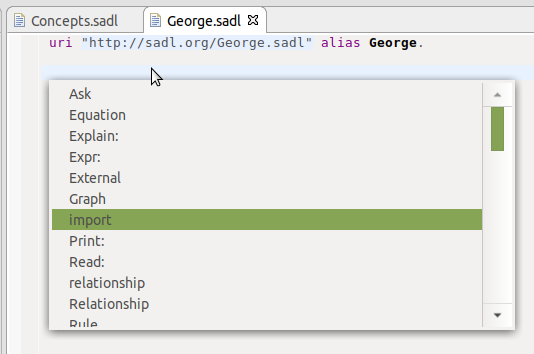 Concepts.sadl George.sadl
uri "http://sadl.org/George.sadl" alias George.
Ask
Equation
Explain:
Expr:
External
Graph
import
Print:
Read:
relationship
Relationship
Rule